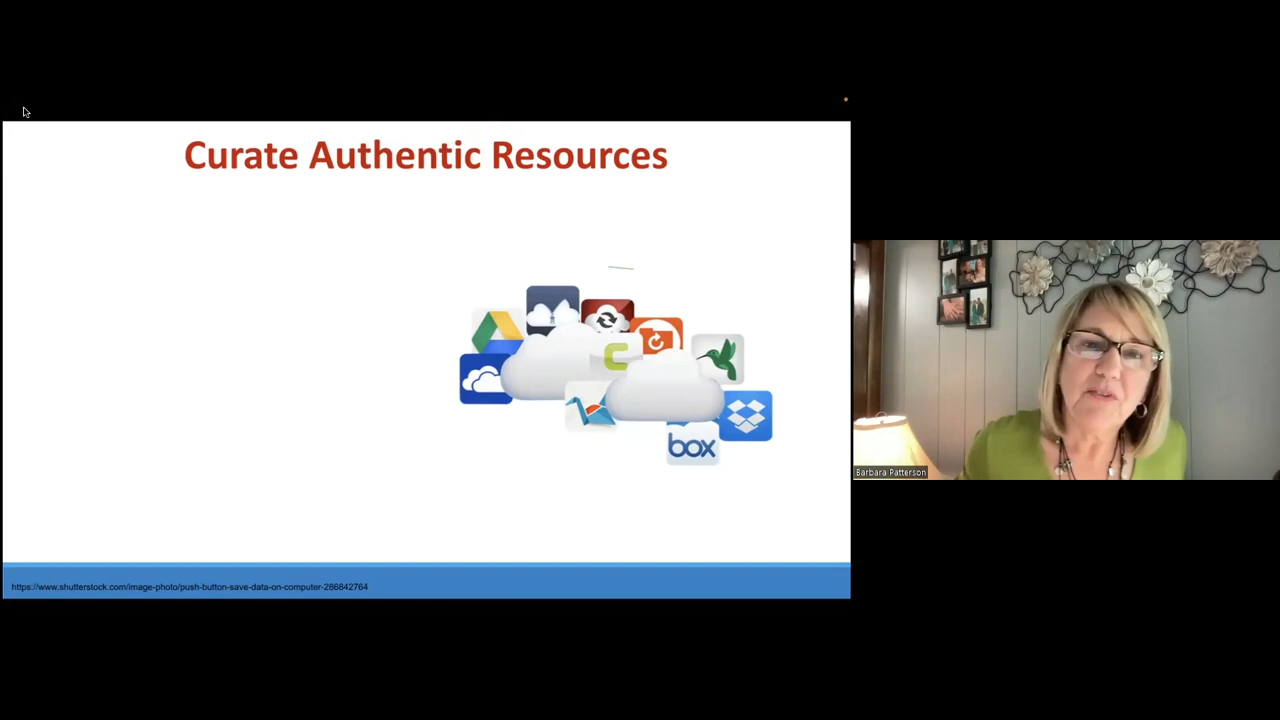 Curate Authentic Resources
box
https://www.shutterstock.com/image-photo/push-button-save-data-on-computer-286842764
Barbara Patterson